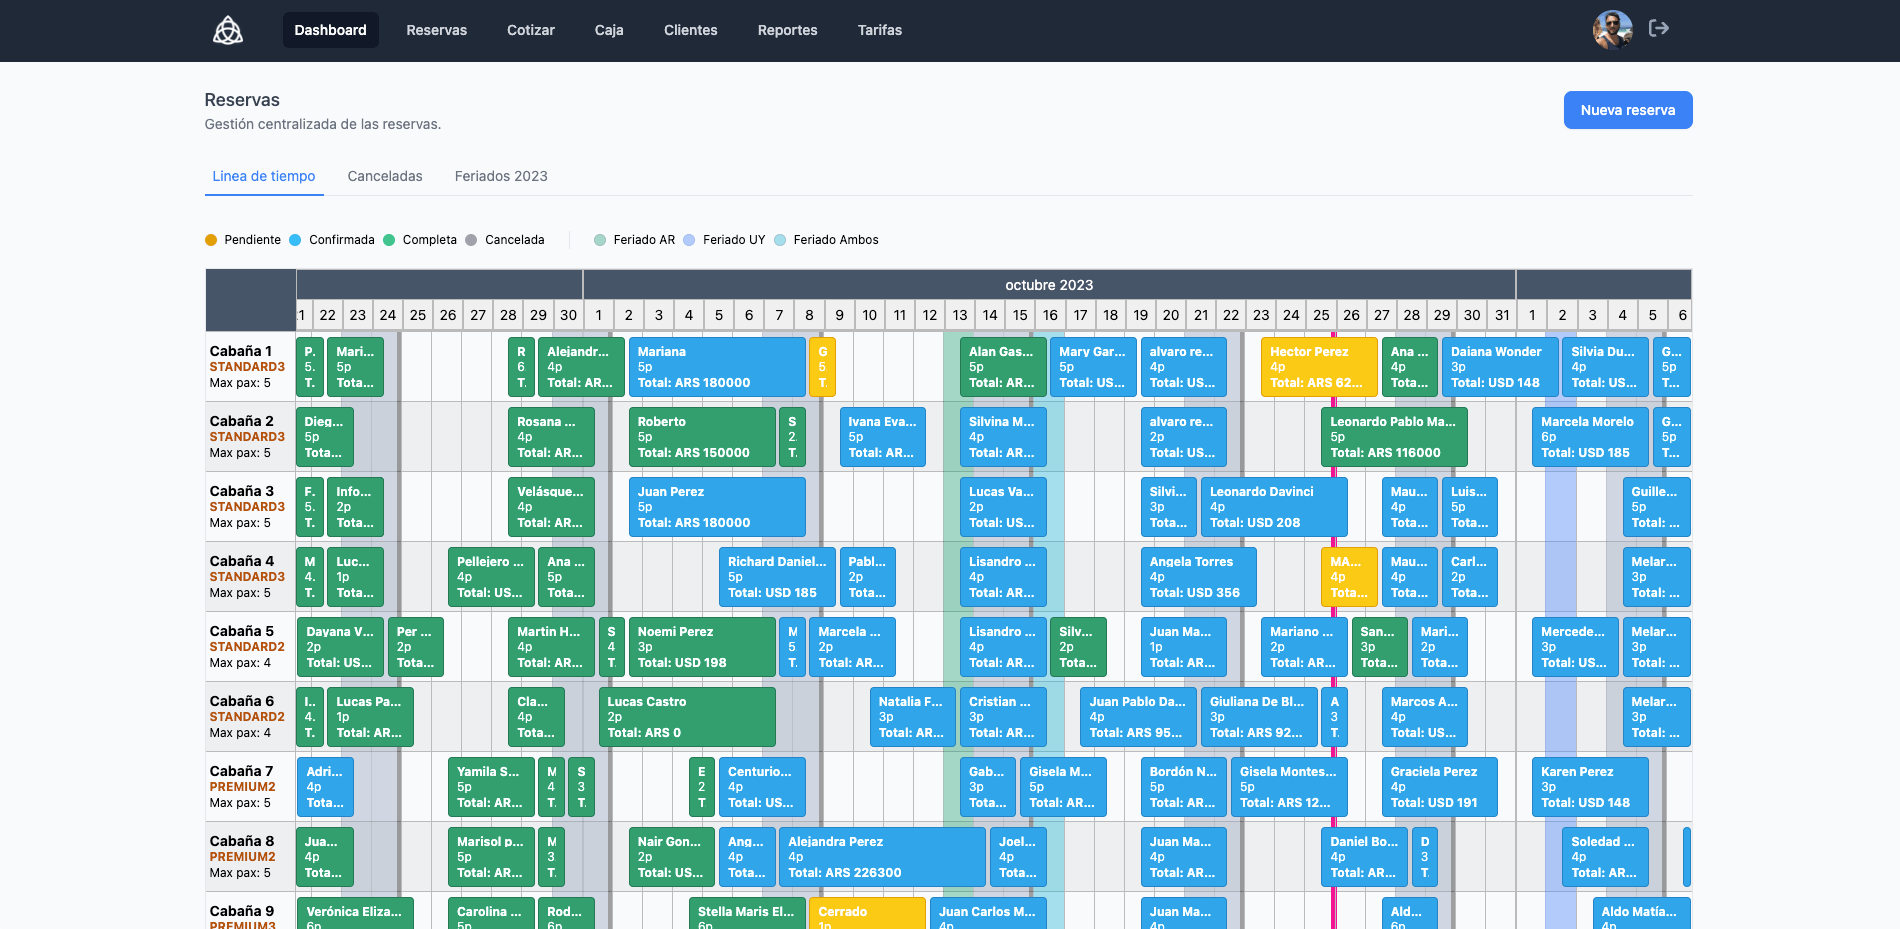 Dashboard Reservas Cotizar Caja Clientes Reportes Tarifas
Reservas
Gestión centralizada de las reservas.
Nueva reserva
Linea de tiempo Canceladas Feriados 2023
Pendiente Confirmada Completa Cancelada Feriado AR Feriado UY Feriado Ambos
octubre 2023
22 23 24 25 26 27 28 29 30 1 2 3 4 5 6 7 8 9 10 11 12 13 14 15 16 17 18 19 20 21 22 23 24 25 26 27 28 29 30 31 1 2 3 4 5 6
Cabaña 1 P. Mari... R Alejandr... Mariana G Alan Gas... Mary Gar... alvaro re... Hector Perez Ana ... Daiana Wonder Silvia Du... G...
STANDARD3 5. 5p 6 4p 5p 5 5p 5p 4p 4p 4p 3p 4p 5p
Max pax: 5 T. Tota... T. Total: AR... Total: ARS 180000 T. Total: AR... Total: US... Total: US... Total: ARS 62... Tota... Total: USD 148 Total: US... T...
Cabaña 2 Dieg... Rosana ... Roberto S Ivana Eva... Silvina M... alvaro re... Leonardo Pablo Ma... Marcela Morelo G...
STANDARD3 5p 4p 5p 2 5p 4p 2p 5p 6p 5p
Max pax: 5 Tota... Total: AR... Total: ARS 150000 T. Total: AR... Total: AR... Total: US... Total: ARS 116000 Total: USD 185 T...
Cabaña 3 F. Info... Velásque... Juan Perez Lucas Va... Silvi... Leonardo Davinci Mau... Luis... Guille...
STANDARD3 5. 2p 4p 5p 2p 3p 4p 4p 5p 5p
Max pax: 5 T. Tota... Total: AR... Total: ARS 180000 Total: US... Tota... Total: USD 208 Tota... Tota... Total: ...
Cabaña 4 M Luc... Pellejero ... Ana ... Richard Daniel... Pabl... Lisandro ... Angela Torres MA... Mau... Carl... Melar...
STANDARD3 4. 1p 4p 5p 5p 2p 4p 4p 4p 4p 2p 3p
Max pax: 5 T. Tota... Total: US... Tota... Total: USD 185 Tota... Total: AR... Total: USD 356 Tota... Tota... Tota... Total: ...
Cabaña 5 Dayana V... Per ... Martin H... S Noemi Perez M Marcela ... Lisandro ... Silv... Juan Ma... Mariano ... San... Mari... Mercede... Melar...
STANDARD2 2p 2p 4p 4 3p 5 2p 4p 2p 1p 2p 3p 2p 3p 3p
Max pax: 4 Total: US... Tota... Total: AR... T. Total: USD 198 T. Total: AR... Total: AR... Tota... Total: AR... Total: AR... Tota... Tota... Total: US... Total: ...
Cabaña 6 I.. Lucas Pa... Cla... Lucas Castro Natalia F... Cristian ... Juan Pablo Da... Giuliana De Bl... A Marcos A... Melar...
STANDARD2 4. 1p 4p 2p 3p 3p 4p 3p 3 4p 3p
Max pax: 4 T. Total: AR... Tota... Total: ARS 0 Total: AR... Total: AR... Total: ARS 95... Total: ARS 92... T. Total: US... Total: ...
Cabaña 7 Adri... Yamila S... M S E Centurio... Gab... Gisela M... Bordón N... Gisela Montes... Graciela Perez Karen Perez
PREMIUM2 4p 5p 4 3 2 4p 3p 5p 5p 5p 4p 3p
Max pax: 5 Tota... Total: AR... T. T. T Total: US... Tota... Total: AR... Total: AR... Total: ARS 12... Total: USD 191 Total: USD 148
Cabaña 8 Jua... Marisol p... M Nair Gon... Ang... Alejandra Perez Joel... Juan Ma... Daniel Bo... D Soledad ...
PREMIUM2 4p 5p 3 2p 4p 4p 4p 4p 4p 3 4p
Max pax: 5 Tota... Total: AR... T. Total: US... Tota... Total: ARS 226300 Tota... Total: AR... Total: AR... T. Total: AR...
Cabaña 9 Verónica Eliza... Carolina ... Rod... Stella Maris El... Cerrado Juan Carlos M... Juan Ma... Ald... Aldo Matía...
PREMIUM3 6p 5p 6p 6p 1p 4p 4p 6p 4p